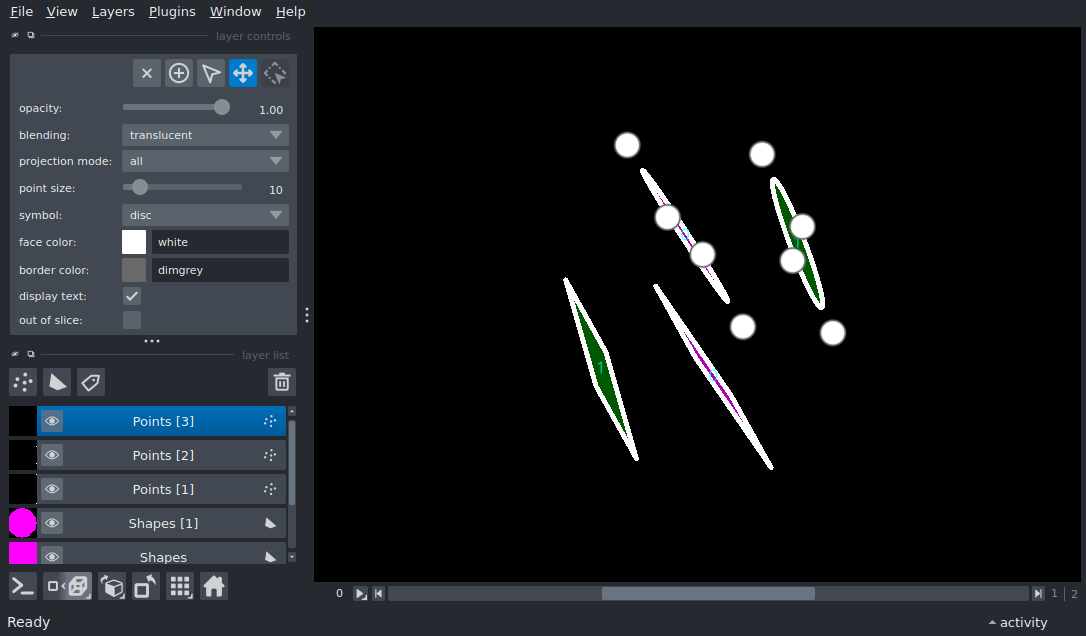 File View Layers Plugins Window Help
layer controls
opacity: 1.00
blending: translucent
projection mode: all
point size: 10
symbol: disc
face color: white
border color: dimgrey
display text:
out of slice:
layer list
Points [3]
Points [2]
Points [1]
Shapes [1]
Shapes
0 1 2
Ready activity